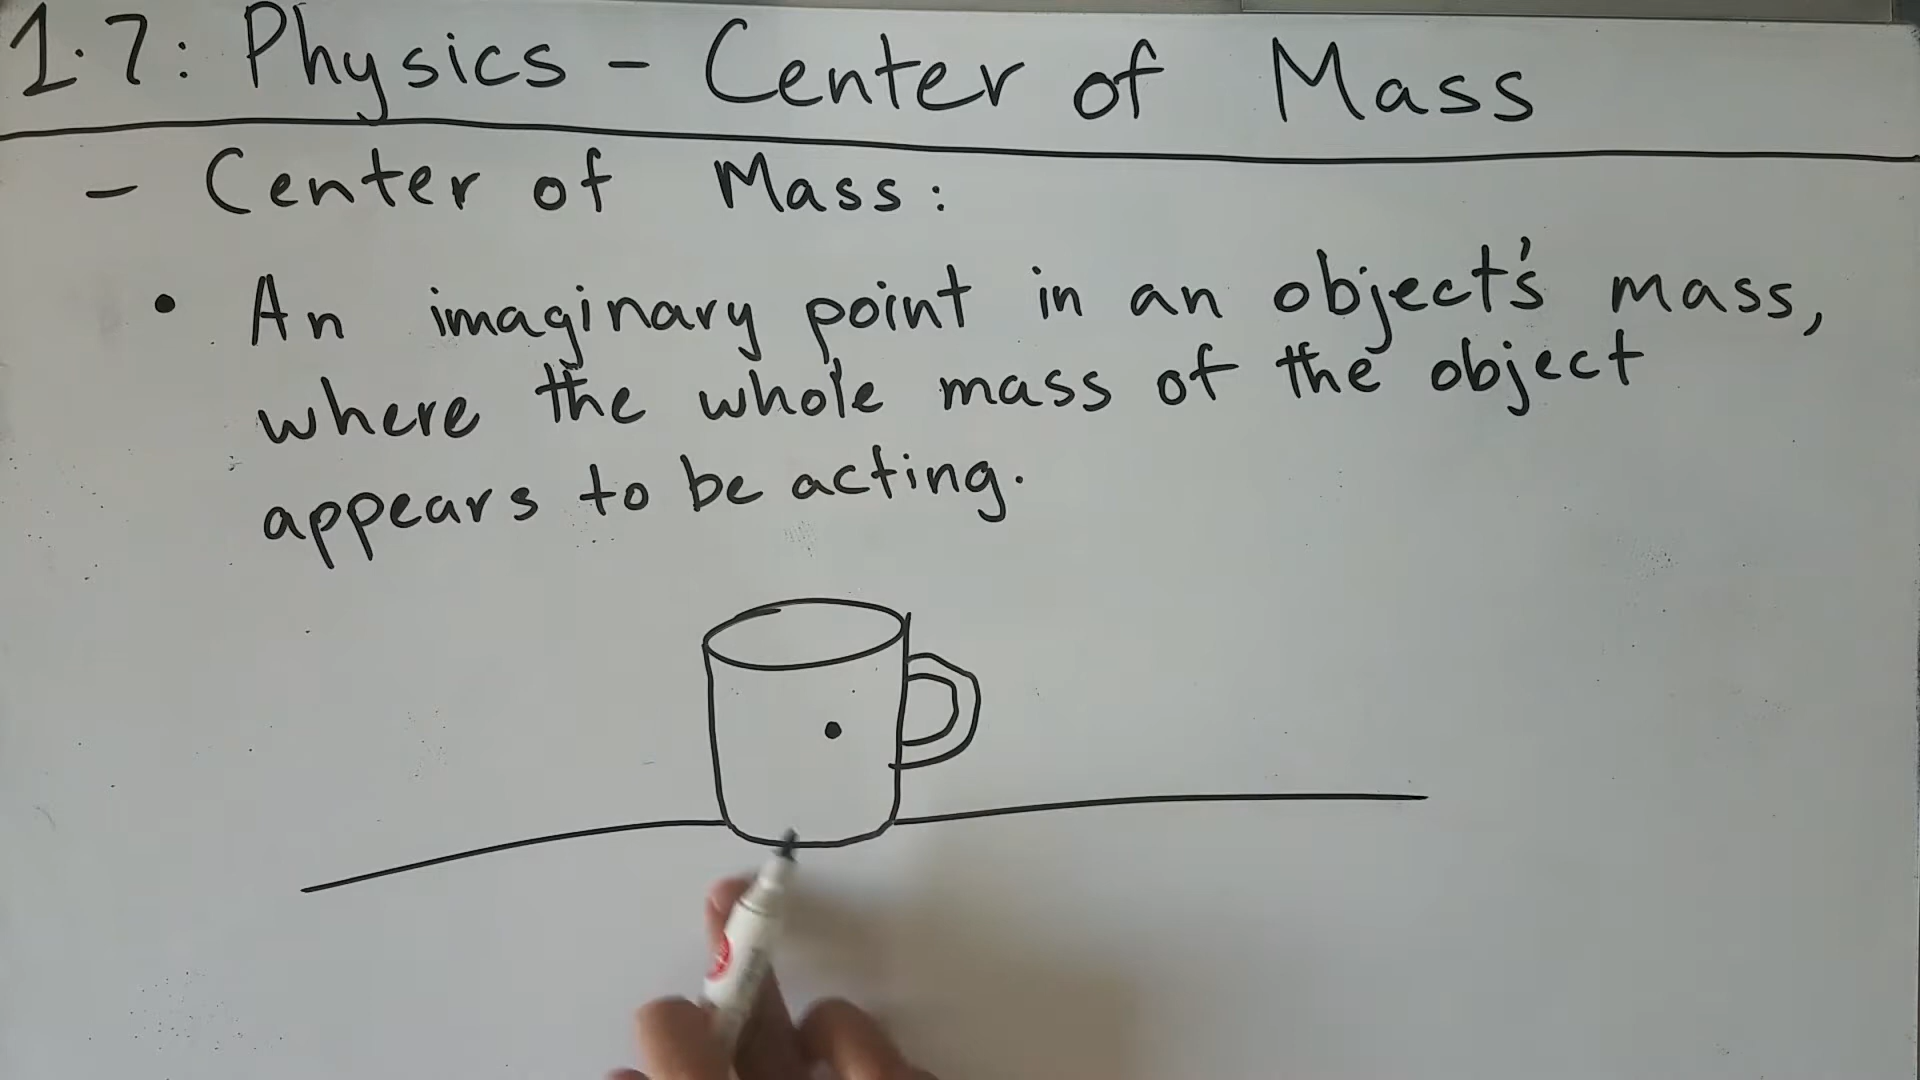 1.7: Physics - Center of Mass
- Center of Mass:
• An imaginary point in an object's mass,
where the whole mass of the object
appears to be acting.